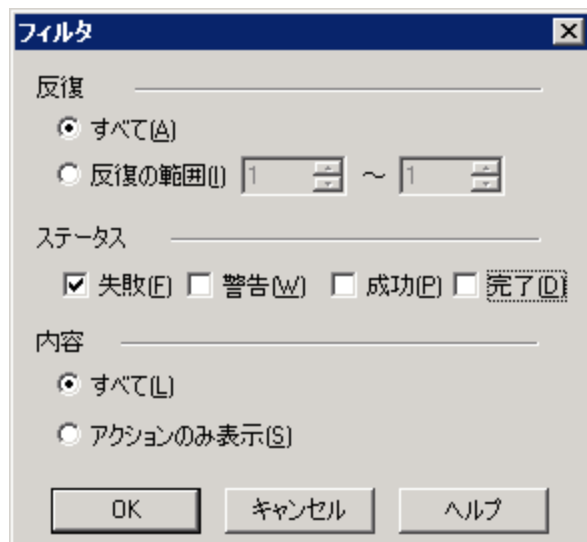 フィルタ
反復
すべて(A)
反復の範囲(I) 1 ～ 1
ステータス
失敗(F) 警告(W) 成功(P) 完了(D)
内容
すべて(L)
アクションのみ表示(S)
OK キャンセル ヘルプ